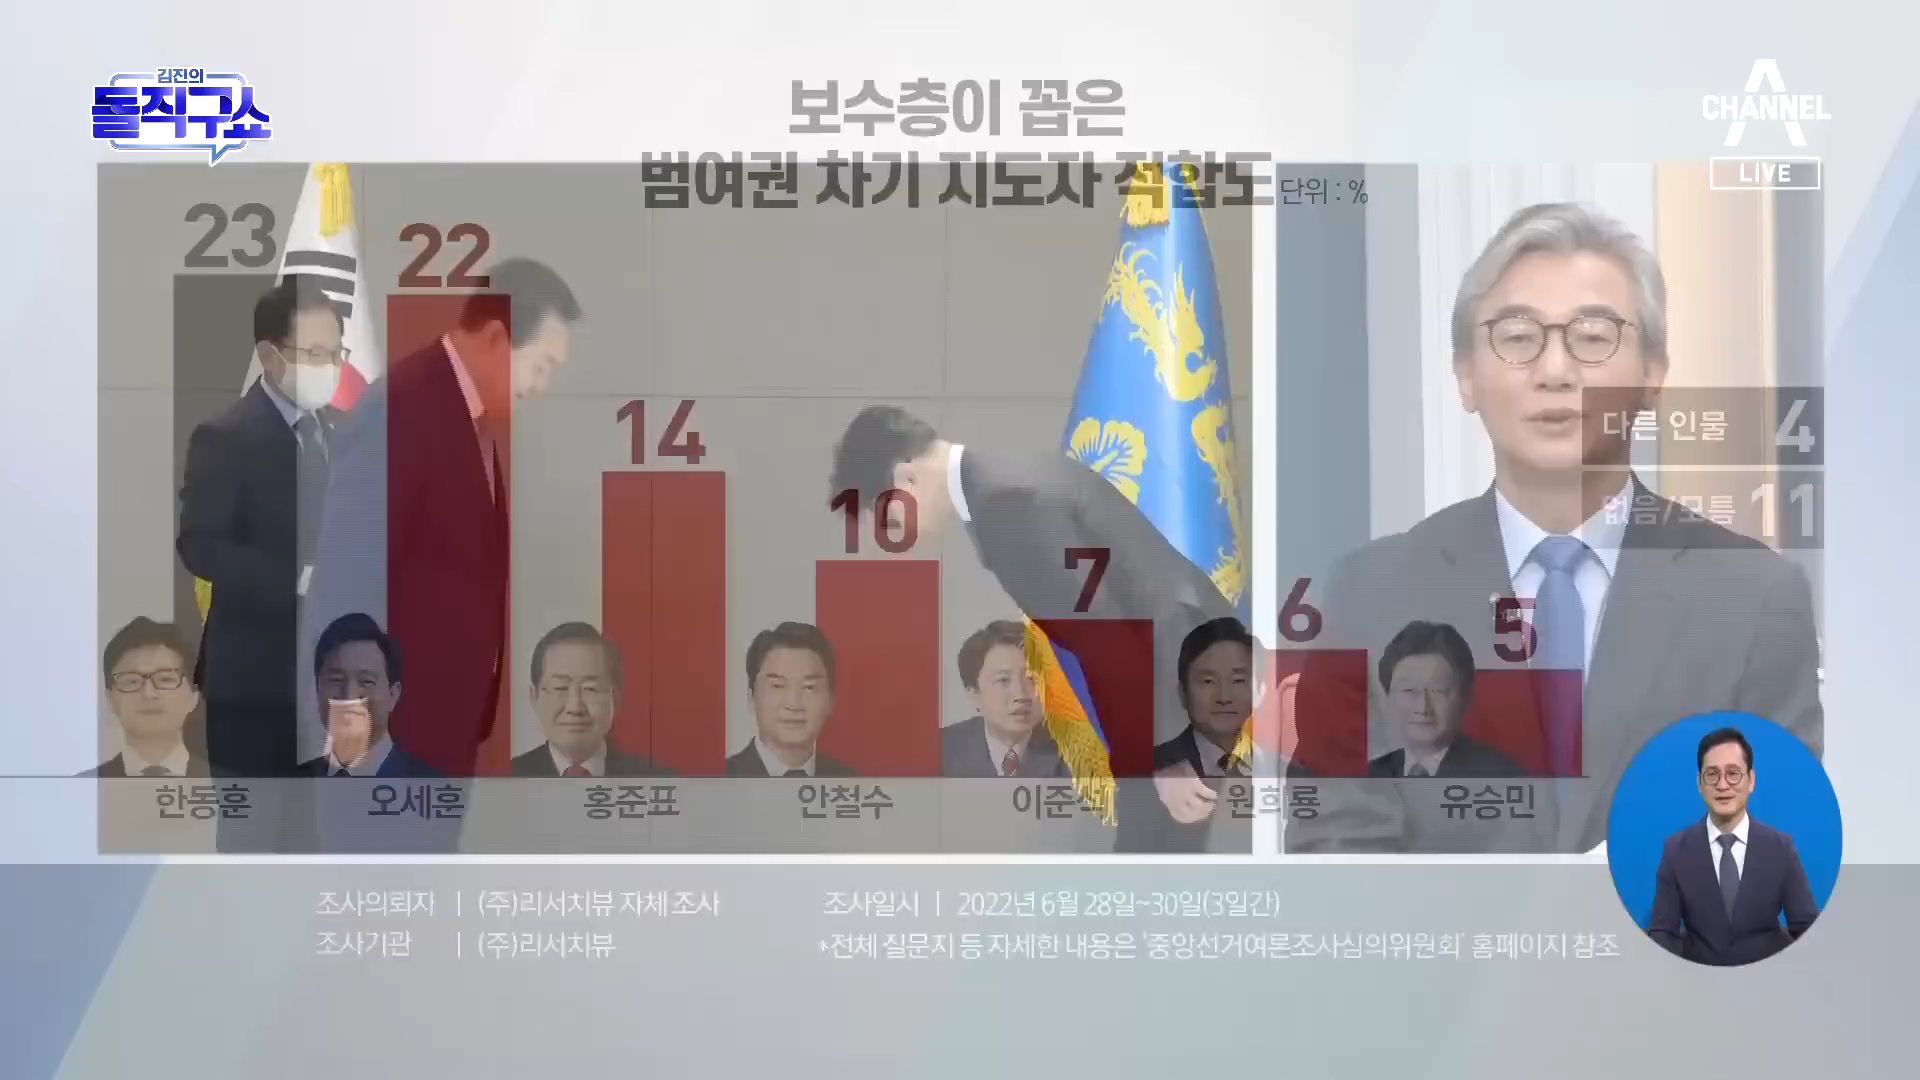 김진의
돌직구쇼
CHANNEL A
LIVE
보수층이 꼽은
범여권 차기 지도자 적합도
단위 : %
23
22
14
10
7
6
5
다른 인물 4
없음/모름 11
한동훈
오세훈
홍준표
안철수
이준석
원희룡
유승민
조사의뢰자 | (주)리서치뷰 자체 조사
조사일시 | 2022년 6월 28일~30일(3일간)
조사기관 | (주)리서치뷰
*전체 질문지 등 자세한 내용은 '중앙선거여론조사심의위원회' 홈페이지 참조